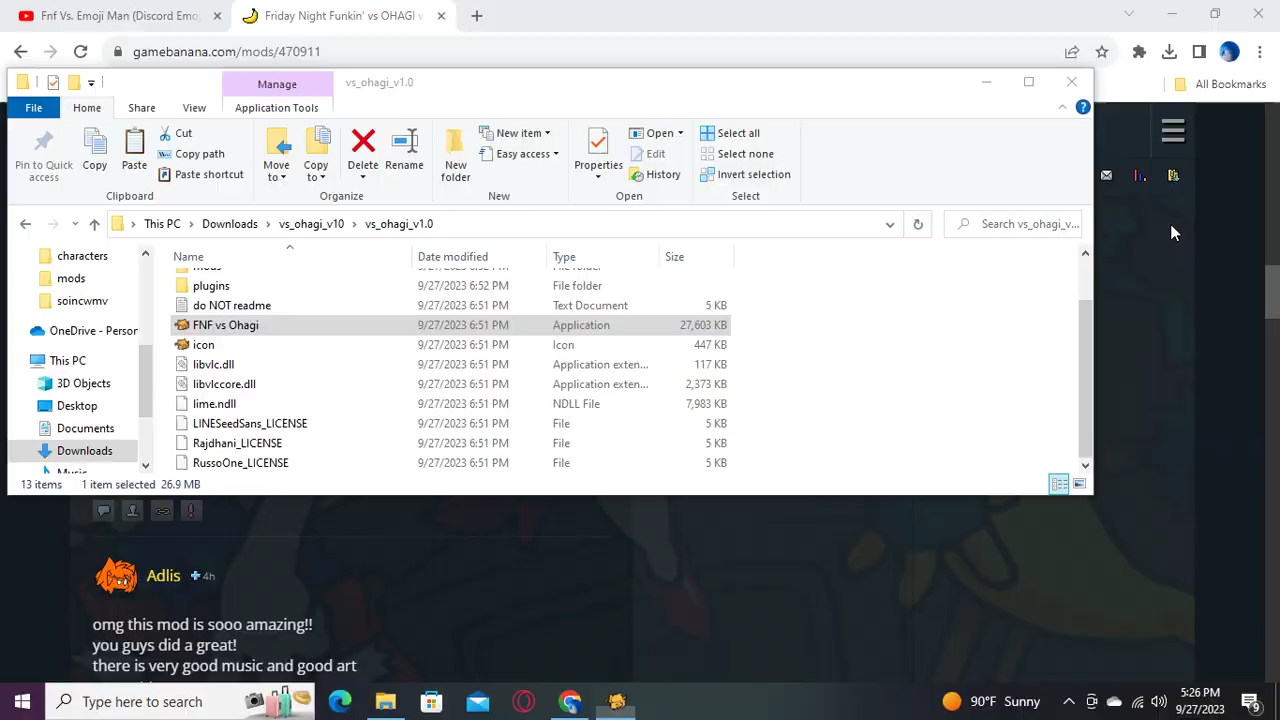 Fnf Vs. Emoji Man (Discord Emo
Friday Night Funkin' vs OHAGI v
gamebanana.com/mods/470911
All Bookmarks
Manage
vs_ohagi_v1.0
File
Home
Share
View
Application Tools
Pin to Quick access
Copy
Paste
Cut
Copy path
Paste shortcut
Move to
Copy to
Delete
Rename
New folder
New item
Easy access
Properties
Open
Edit
History
Select all
Select none
Invert selection
Clipboard
Organize
New
Open
Select
This PC
Downloads
vs_ohagi_v10
vs_ohagi_v1.0
Search vs_ohagi_v...
characters
mods
soincwmv
OneDrive - Person
This PC
3D Objects
Desktop
Documents
Downloads
Music
Name Date modified Type Size
mods 9/27/2023 6:52 PM File folder
plugins 9/27/2023 6:52 PM File folder
do NOT readme 9/27/2023 6:51 PM Text Document 5 KB
FNF vs Ohagi 9/27/2023 6:51 PM Application 27,603 KB
icon 9/27/2023 6:51 PM Icon 447 KB
libvlc.dll 9/27/2023 6:51 PM Application exten... 117 KB
libvlccore.dll 9/27/2023 6:51 PM Application exten... 2,373 KB
lime.ndll 9/27/2023 6:51 PM NDLL File 7,983 KB
LINESeedSans_LICENSE 9/27/2023 6:51 PM File 5 KB
Rajdhani_LICENSE 9/27/2023 6:51 PM File 5 KB
RussoOne_LICENSE 9/27/2023 6:51 PM File 5 KB
13 items 1 item selected 26.9 MB
Adlis 4h
omg this mod is sooo amazing!!
you guys did a great!
there is very good music and good art
Type here to search
90°F Sunny
5:26 PM
9/27/2023
9